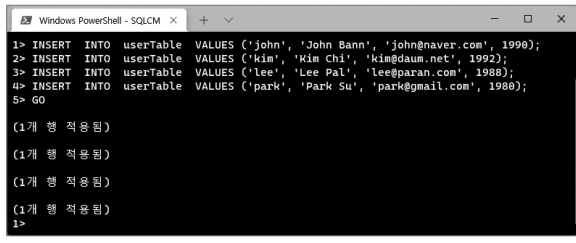 Windows PowerShell - SQLCM
1> INSERT  INTO  userTable  VALUES ('john', 'John Bann', 'john@naver.com', 1990);
2> INSERT  INTO  userTable  VALUES ('kim', 'Kim Chi', 'kim@daum.net', 1992);
3> INSERT  INTO  userTable  VALUES ('lee', 'Lee Pal', 'lee@paran.com', 1988);
4> INSERT  INTO  userTable  VALUES ('park', 'Park Su', 'park@gmail.com', 1980);
5> GO
(1개 행 적용됨)
(1개 행 적용됨)
(1개 행 적용됨)
(1개 행 적용됨)
1>